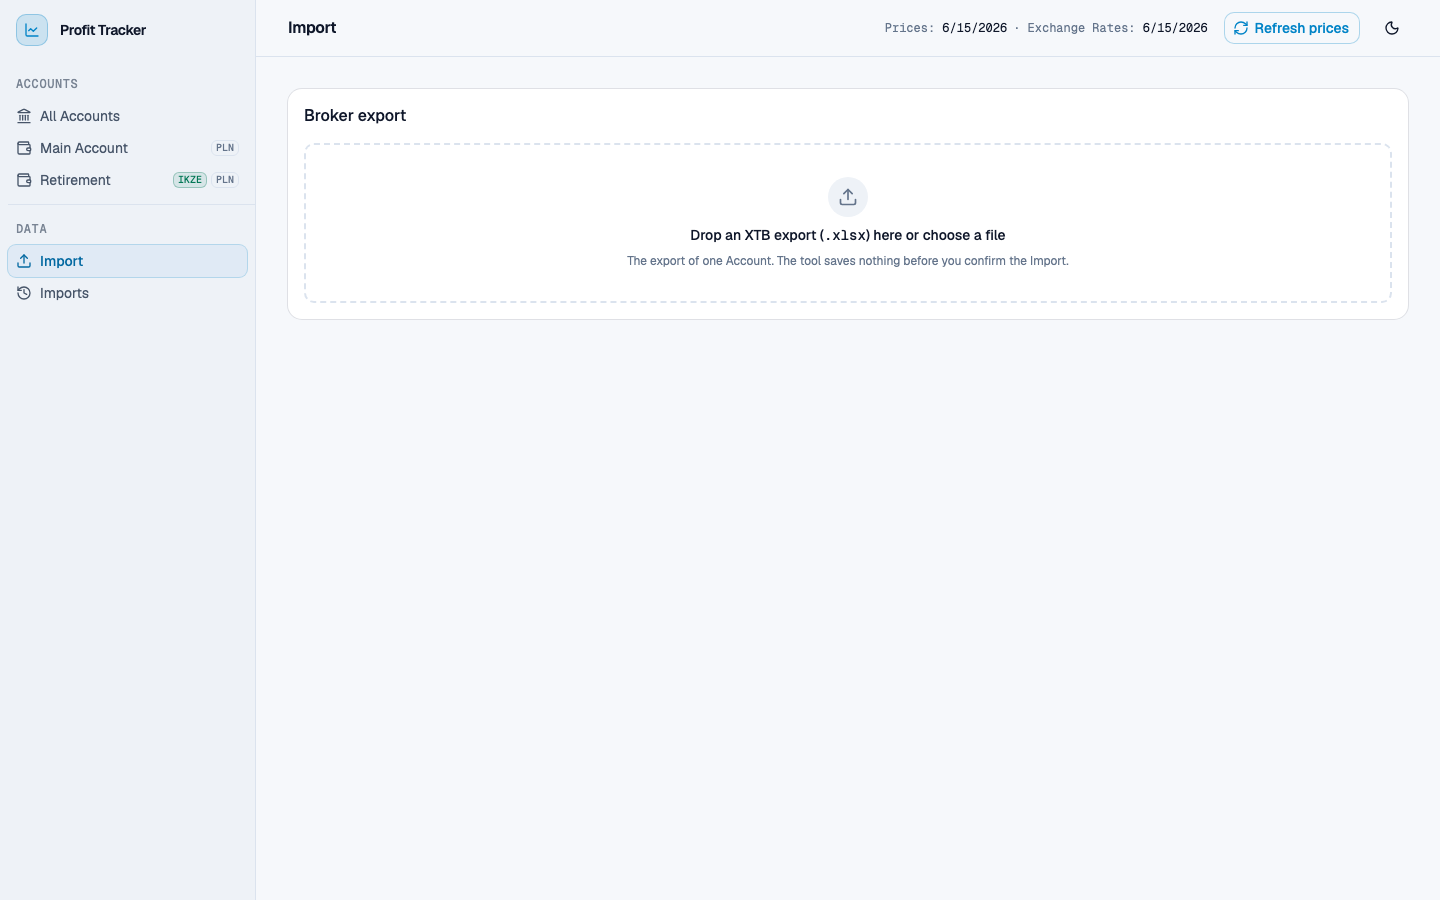 Profit Tracker
ACCOUNTS
All Accounts
Main Account PLN
Retirement IKZE PLN
DATA
Import
Imports
Import
Prices: 6/15/2026 · Exchange Rates: 6/15/2026
Refresh prices
Broker export
Drop an XTB export (.xlsx) here or choose a file
The export of one Account. The tool saves nothing before you confirm the Import.